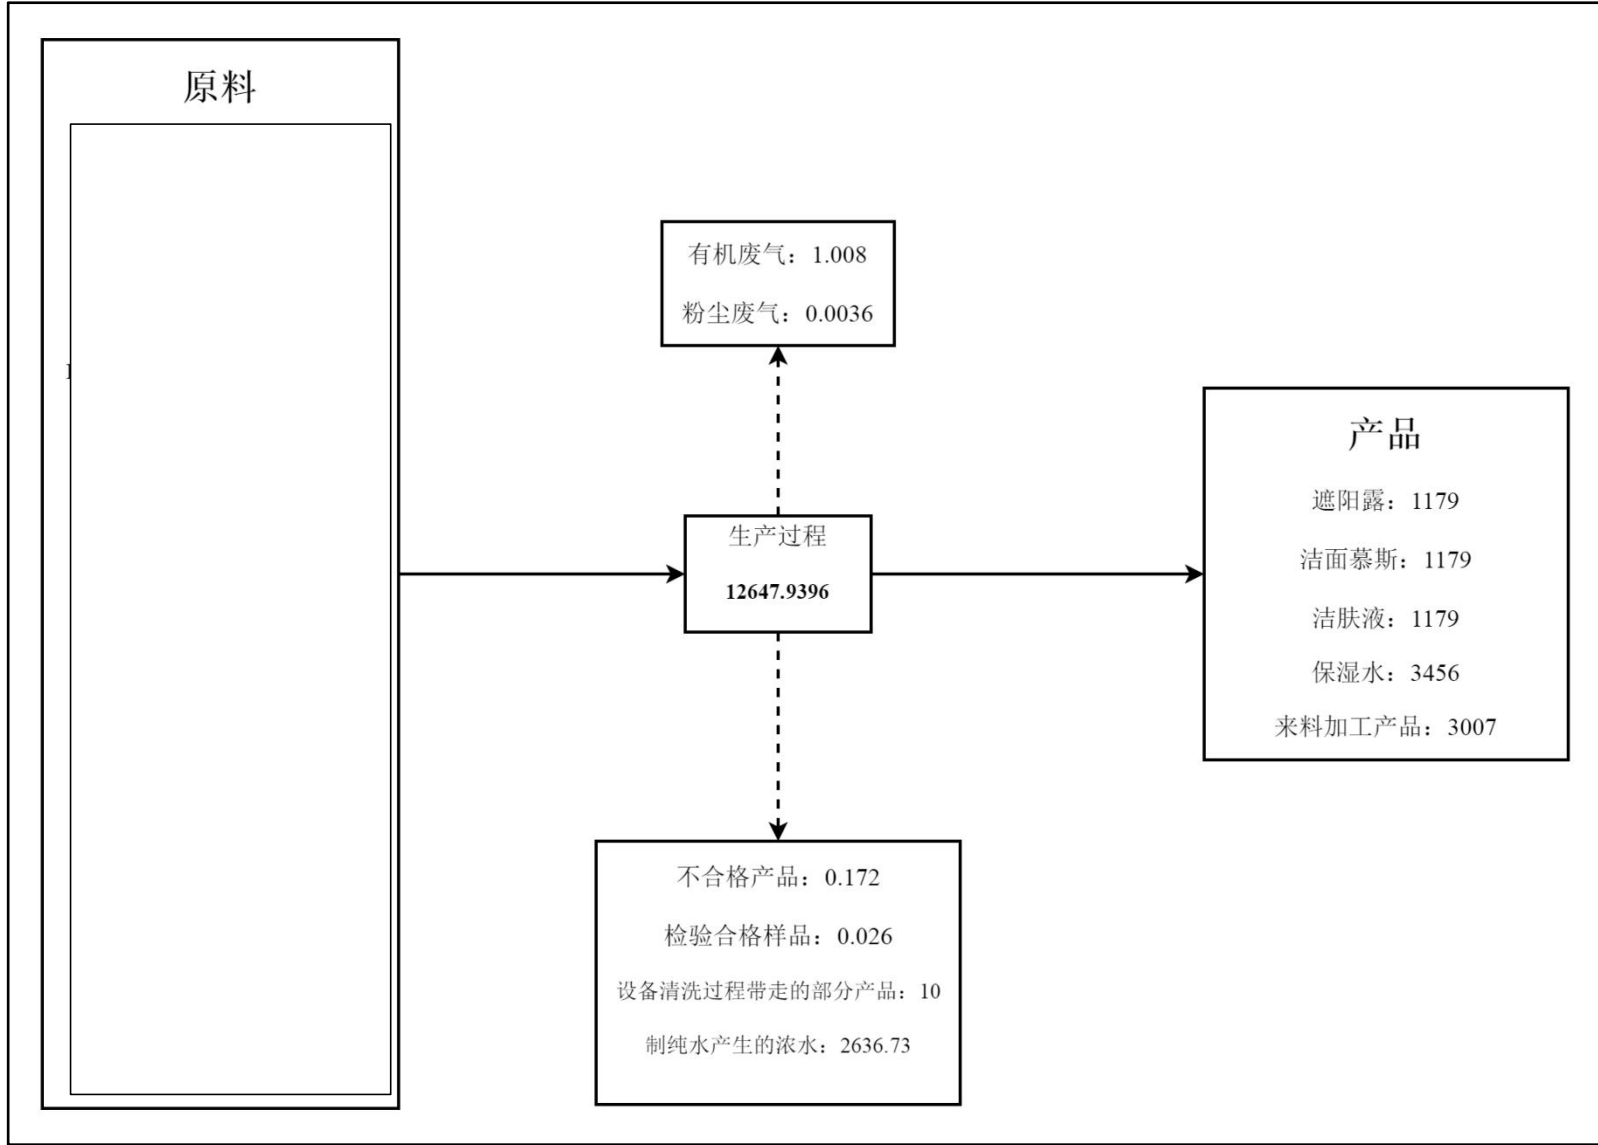 原料
有机废气：1.008
粉尘废气：0.0036
生产过程
12647.9396
产品
遮阳露：1179
洁面慕斯：1179
洁肤液：1179
保湿水：3456
来料加工产品：3007
不合格产品：0.172
检验合格样品：0.026
设备清洗过程带走的部分产品：10
制纯水产生的浓水：2636.73